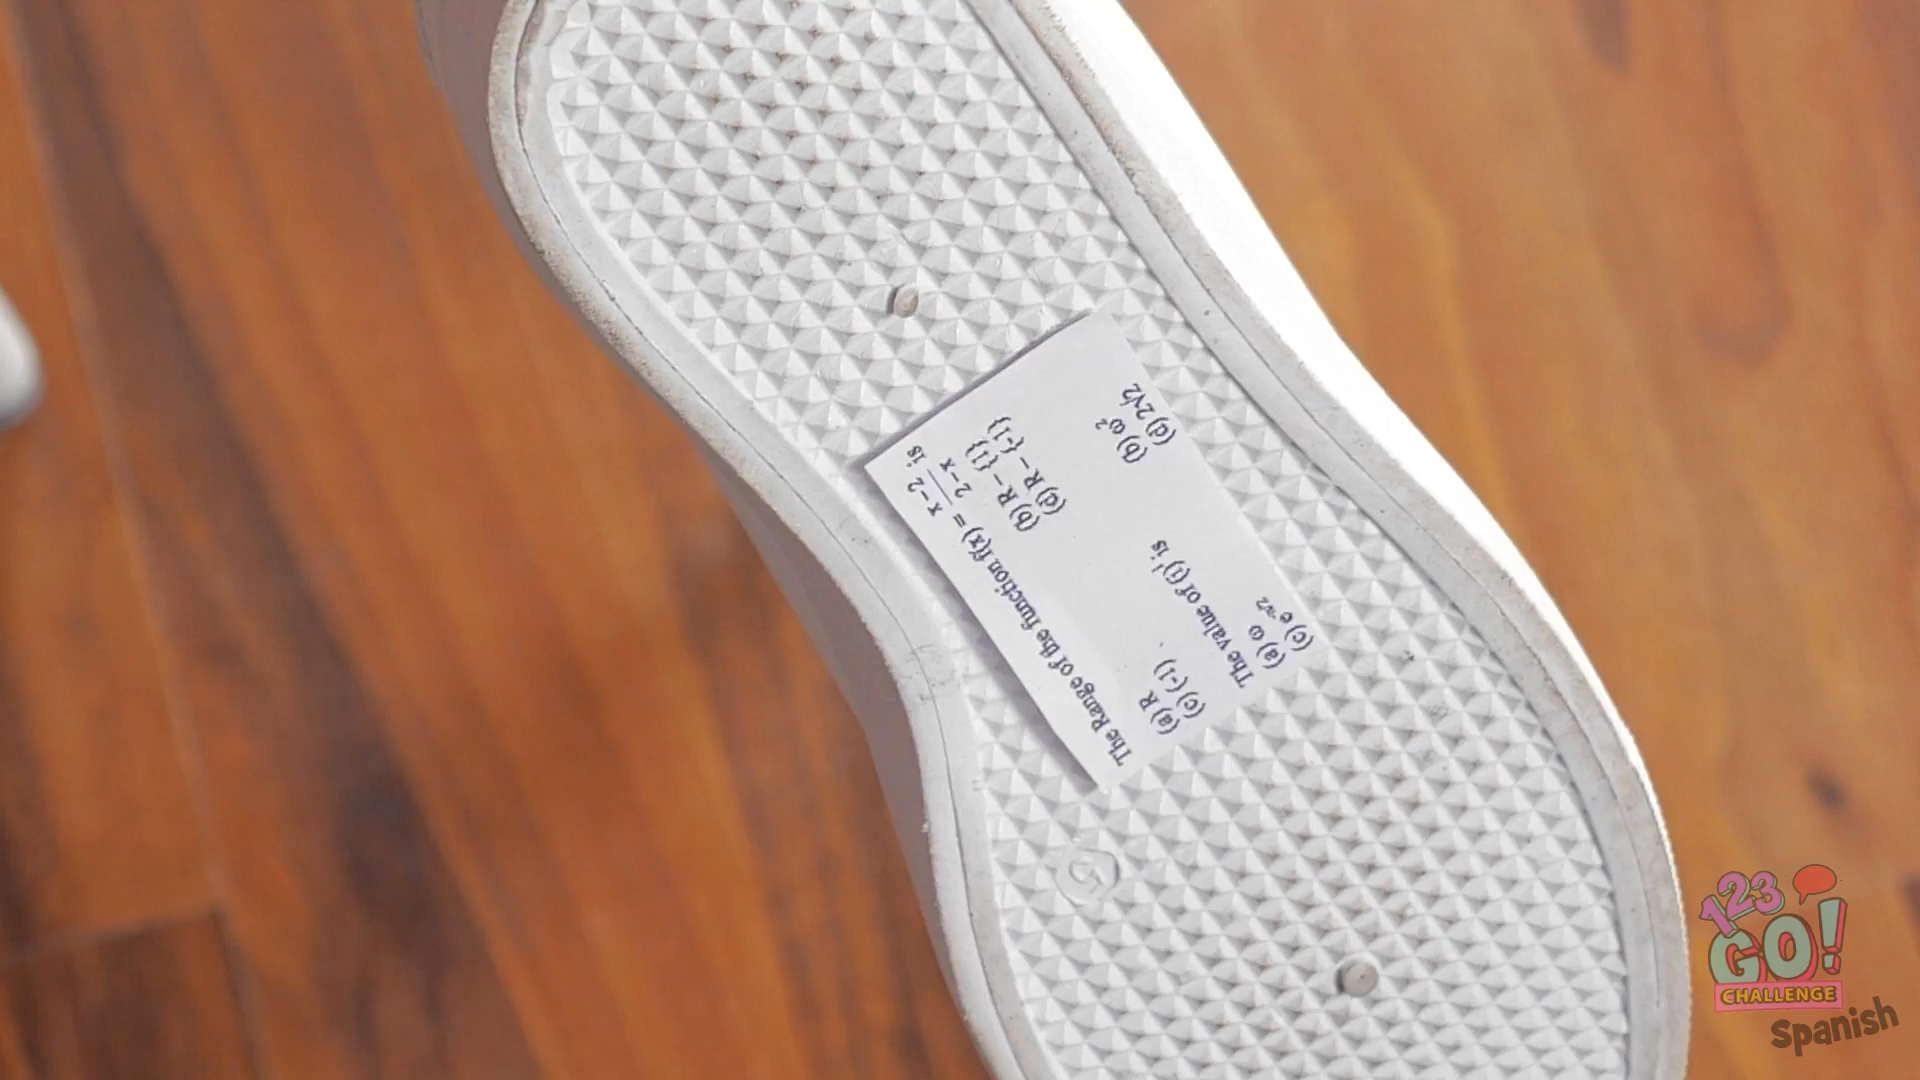 The Range of the function f(x) = x−2 / 2−x is
(a) R (b) R − {1}
(c) (-1) (d) R − {-1}
The value of (i)ⁱ is
(a) ω (b) ω²
(c) (d) 2√2
123
GO!
CHALLENGE
Spanish